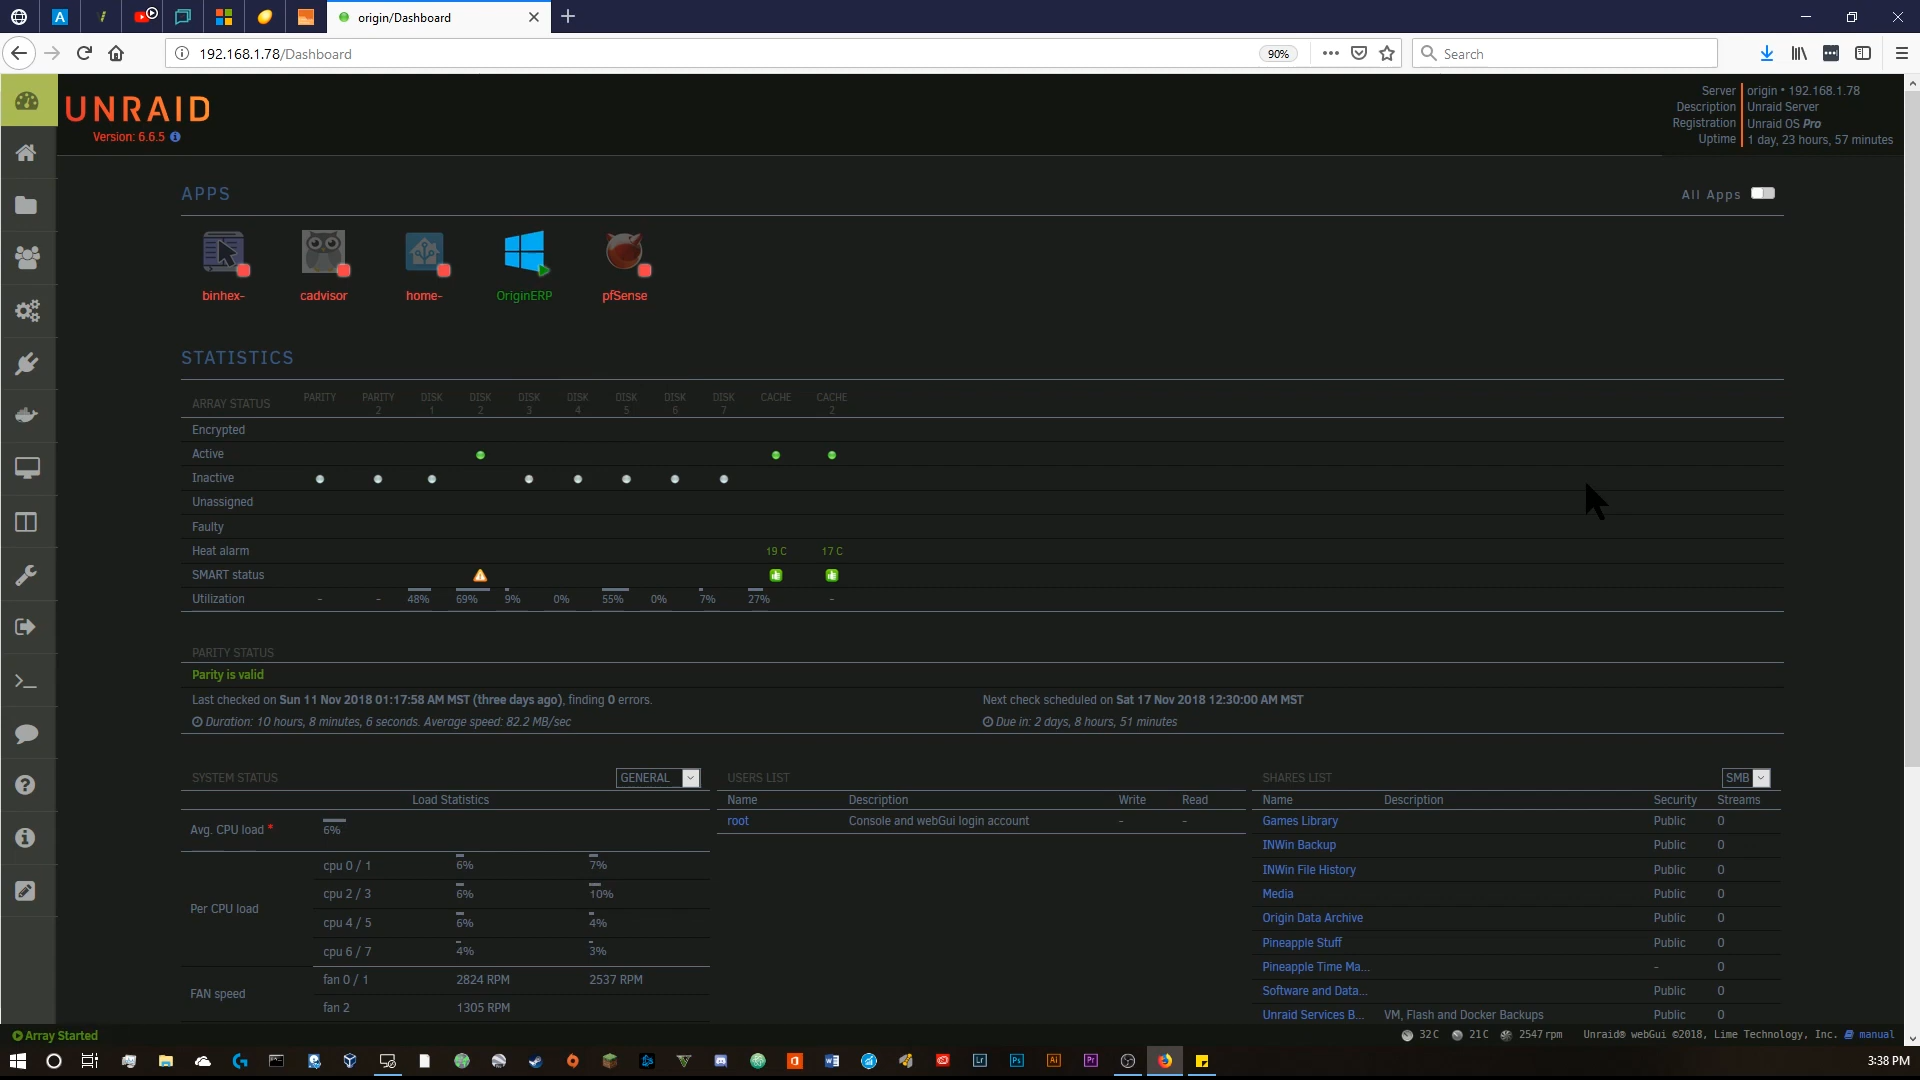 origin/Dashboard
192.168.1.78/Dashboard
90%
Search
UNRAID
Version: 6.6.5
Server origin • 192.168.1.78
Description Unraid Server
Registration Unraid OS Pro
Uptime 1 day, 23 hours, 57 minutes
APPS
All Apps
binhex- cadvisor home- OriginERP pfSense
STATISTICS
ARRAY STATUS PARITY PARITY 2 DISK 1 DISK 2 DISK 3 DISK 4 DISK 5 DISK 6 DISK 7 CACHE CACHE 2
Encrypted
Active
Inactive
Unassigned
Faulty
Heat alarm 19 C 17 C
SMART status
Utilization - - 48% 69% 9% 0% 55% 0% 7% 27% -
PARITY STATUS
Parity is valid
Last checked on Sun 11 Nov 2018 01:17:58 AM MST (three days ago), finding 0 errors.
Duration: 10 hours, 8 minutes, 6 seconds. Average speed: 82.2 MB/sec
Next check scheduled on Sat 17 Nov 2018 12:30:00 AM MST
Due in: 2 days, 8 hours, 51 minutes
SYSTEM STATUS GENERAL
Load Statistics
Avg. CPU load * 6%
Per CPU load
cpu 0 / 1 6% 7%
cpu 2 / 3 6% 10%
cpu 4 / 5 6% 4%
cpu 6 / 7 4% 3%
FAN speed
fan 0 / 1 2824 RPM 2537 RPM
fan 2 1305 RPM
USERS LIST
Name Description Write Read
root Console and webGui login account - -
SHARES LIST SMB
Name Description Security Streams
Games Library Public 0
INWin Backup Public 0
INWin File History Public 0
Media Public 0
Origin Data Archive Public 0
Pineapple Stuff Public 0
Pineapple Time Ma... - 0
Software and Data... Public 0
Unraid Services B... VM, Flash and Docker Backups Public 0
Array Started
32 C 21 C 2547 rpm Unraid® webGui ©2018, Lime Technology, Inc. manual
Lr Ps Ai Pr
3:38 PM